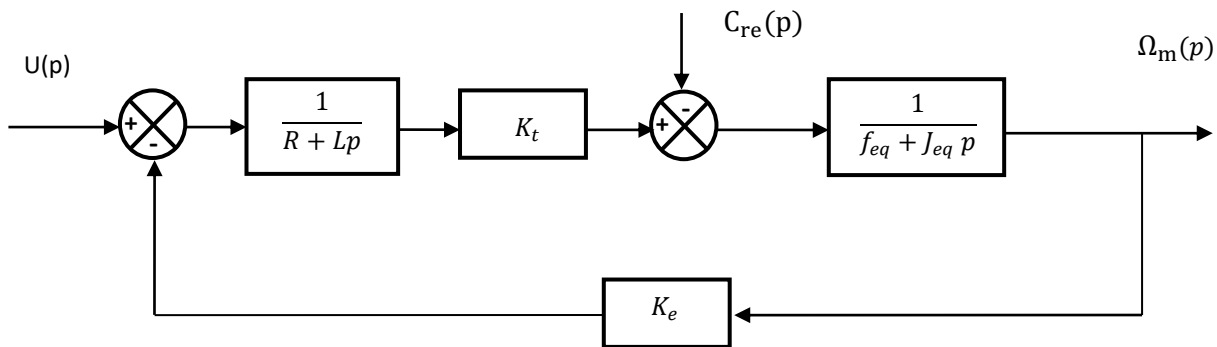 C_re(p)
Ω_m(p)
U(p)
+
-
1
R + Lp
K_t
+
-
1
f_eq + J_eq p
K_e